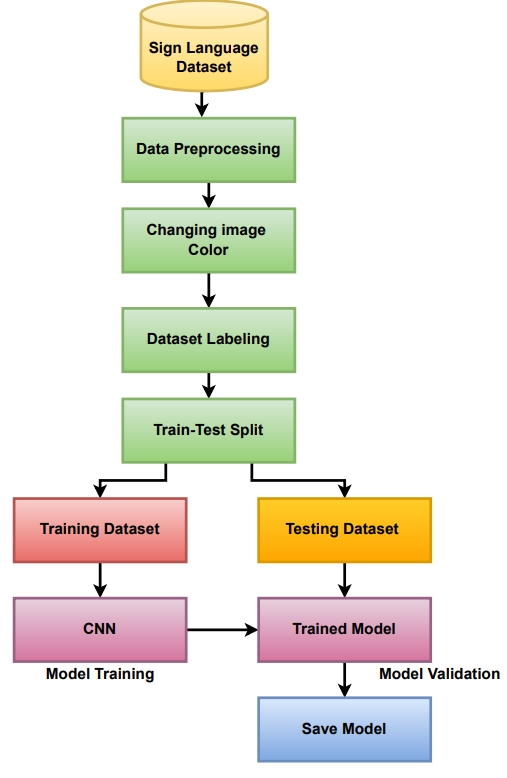 Sign Language
Dataset
Data Preprocessing
Changing image
Color
Dataset Labeling
Train-Test Split
Training Dataset
Testing Dataset
CNN
Trained Model
Model Training
Model Validation
Save Model